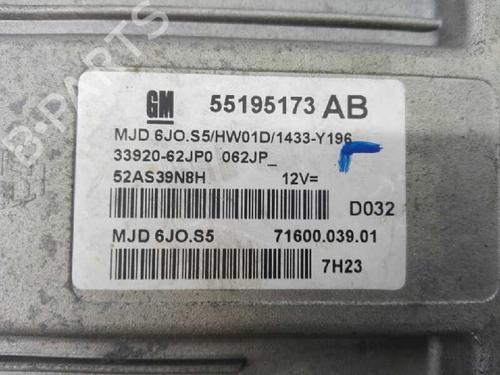 B-PARTS
GM 55195173 AB
MJD 6JO.S5/HW01D/1433-Y196
33920-62JP0 062JP_
52AS39N8H 12V=
D032
MJD 6JO.S5 71600.039.01
7H23